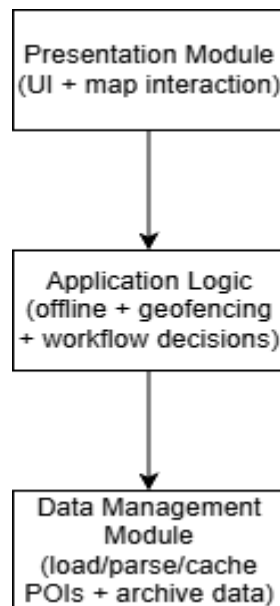 Presentation Module
(UI + map interaction)
Application Logic
(offline + geofencing
+ workflow decisions)
Data Management
Module
(load/parse/cache
POIs + archive data)